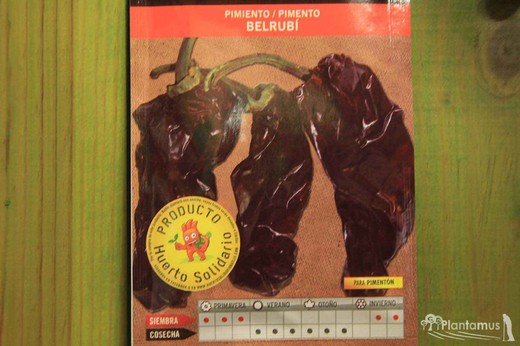 PIMIENTO / PIMENTO
BELRUBÍ
PRODUCTO
Huerto Solidario
PARA PIMENTÓN
PRIMAVERA VERANO OTOÑO INVIERNO
SIEMBRA
COSECHA
Plantamus